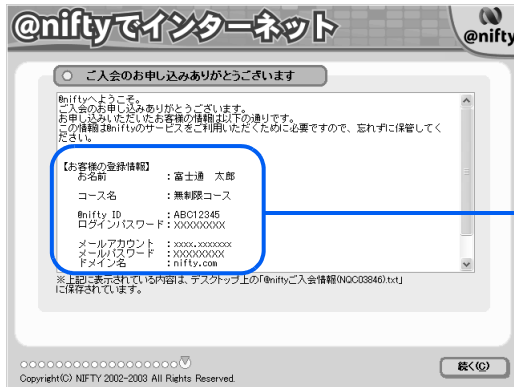 @niftyでインターネット
@nifty
ご入会のお申し込みありがとうございます
@niftyへようこそ。
ご入会のお申し込みありがとうございます。
お申し込みいただいたお客様の情報は以下の通りです。
この情報は@niftyのサービスをご利用いただくために必要ですので、忘れずに保管してく
ださい。
【お客様の登録情報】
お名前 :富士通 太郎
コース名 :無制限コース
@nifty ID :ABC12345
ログインパスワード:XXXXXXXX
メールアカウント :xxxx.xxxxxxx
メールパスワード :XXXXXXXX
ドメイン名 :nifty.com
※上記に表示されている内容は、デスクトップ上の「@niftyご入会情報(NQC03846).txt」
に保存されています。
Copyright(C) NIFTY 2002-2003 All Rights Reserved.
続く(C)